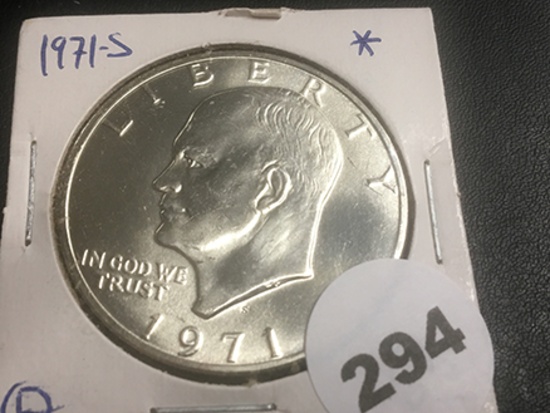 1971-S *
LIBERTY
IN GOD WE
TRUST
S
1971
294